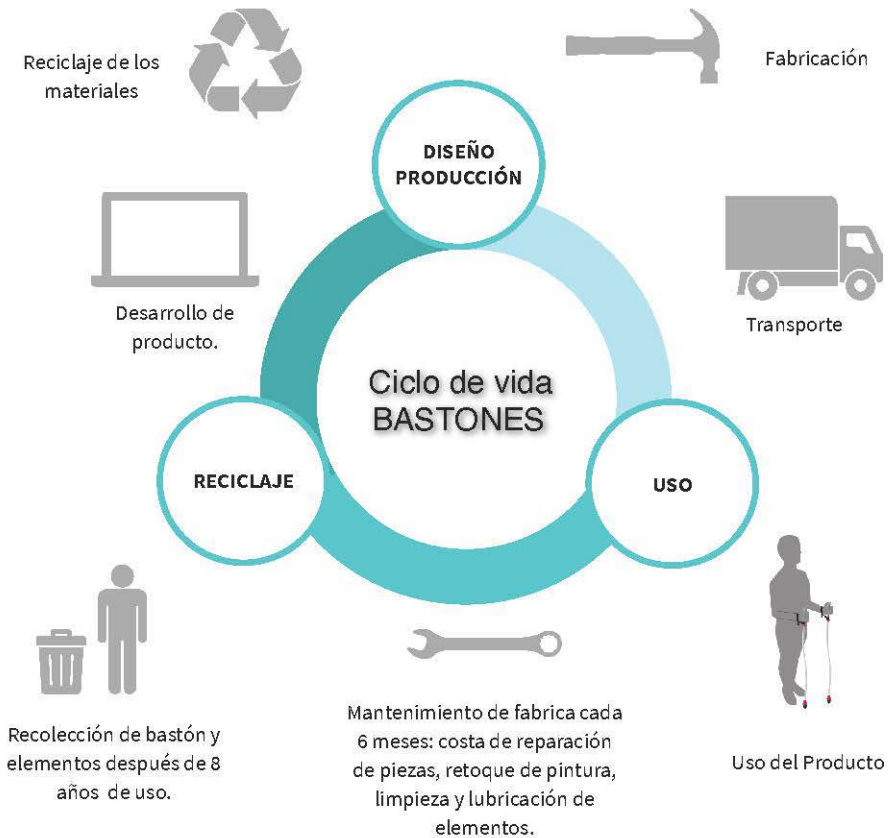 Reciclaje de los
materiales
Fabricación
DISEÑO
PRODUCCIÓN
Desarrollo de
producto.
Transporte
Ciclo de vida
BASTONES
RECICLAJE
USO
Recolección de bastón y
elementos después de 8
años de uso.
Mantenimiento de fabrica cada
6 meses: costa de reparación
de piezas, retoque de pintura,
limpieza y lubricación de
elementos.
Uso del Producto